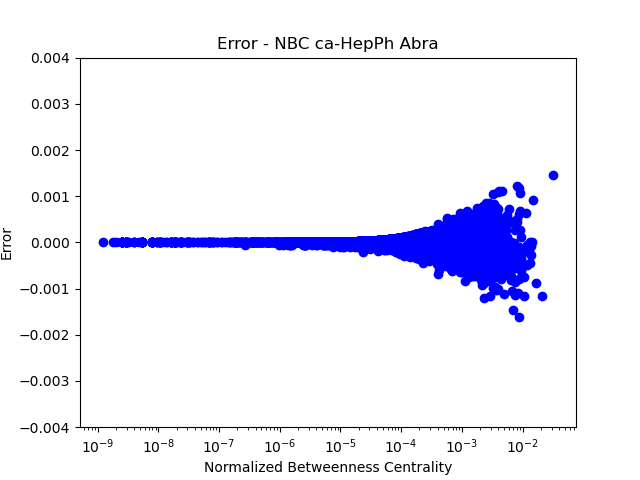 Error - NBC ca-HepPh Abra
0.004
0.003
0.002
0.001
0.000
−0.001
−0.002
−0.003
−0.004
Error
10⁻⁹ 10⁻⁸ 10⁻⁷ 10⁻⁶ 10⁻⁵ 10⁻⁴ 10⁻³ 10⁻²
Normalized Betweenness Centrality